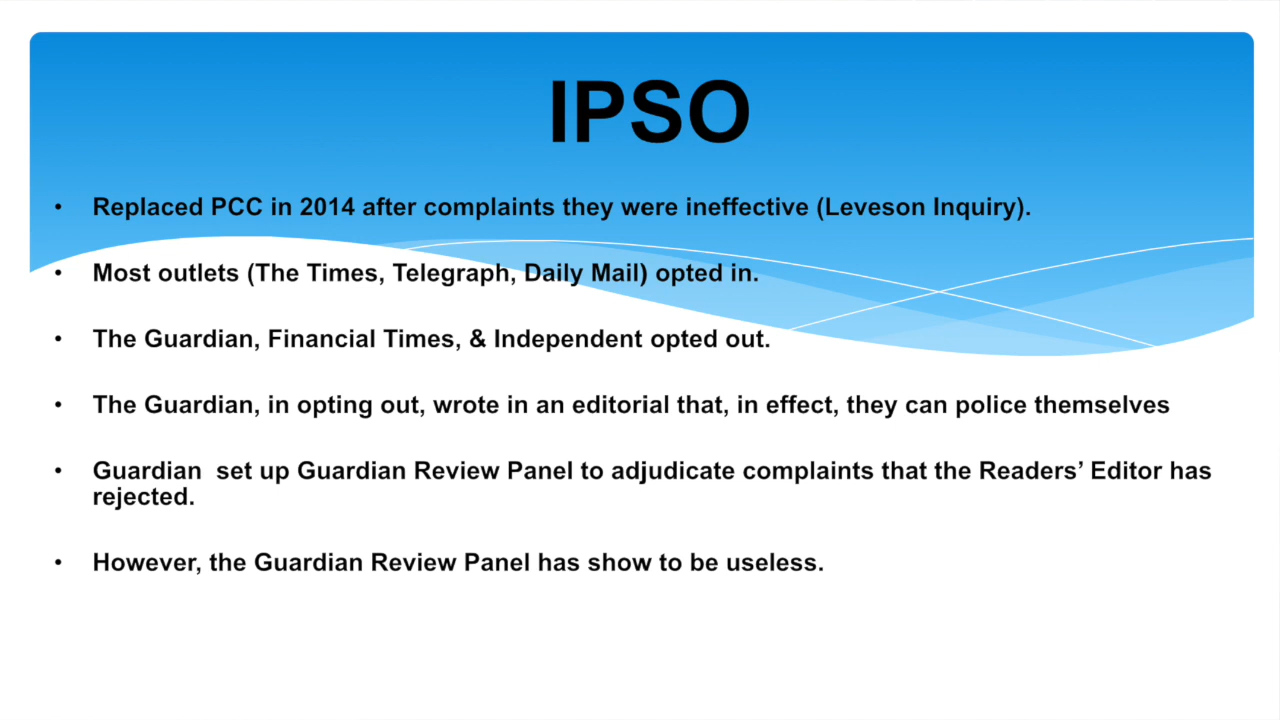 IPSO
• Replaced PCC in 2014 after complaints they were ineffective (Leveson Inquiry).
• Most outlets (The Times, Telegraph, Daily Mail) opted in.
• The Guardian, Financial Times, & Independent opted out.
• The Guardian, in opting out, wrote in an editorial that, in effect, they can police themselves
• Guardian  set up Guardian Review Panel to adjudicate complaints that the Readers’ Editor has
rejected.
• However, the Guardian Review Panel has show to be useless.